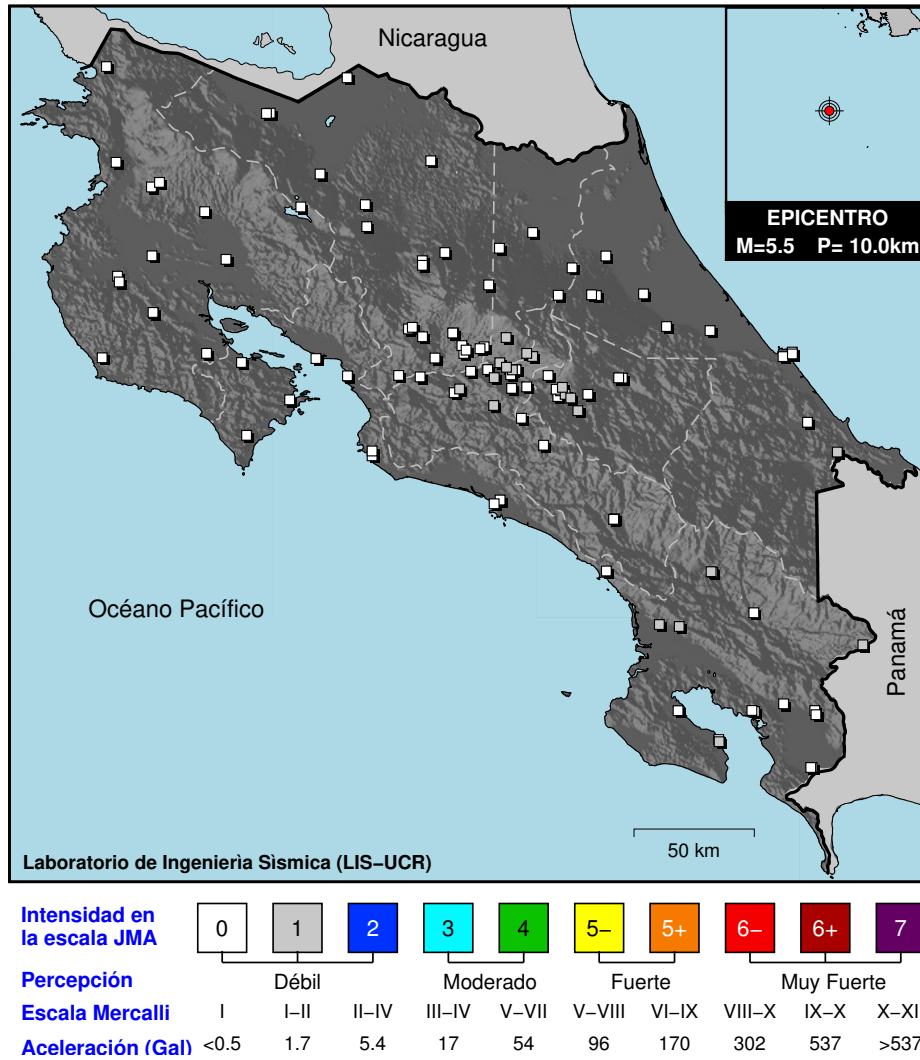 Nicaragua
EPICENTRO
M=5.5 P= 10.0km
Océano Pacífico
Panamá
50 km
Laboratorio de Ingenierìa Sìsmica (LIS–UCR)
Intensidad en
la escala JMA
0 1 2 3 4 5– 5+ 6– 6+ 7
Percepción Débil Moderado Fuerte Muy Fuerte
Escala Mercalli I I–II II–IV III–IV V–VII V–VIII VI–IX VIII–X IX–X X–XI
Aceleración (Gal) <0.5 1.7 5.4 17 54 96 170 302 537 >537